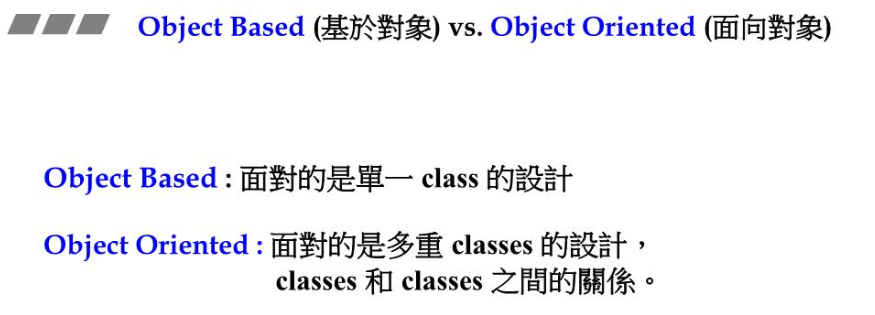 Object Based (基於對象) vs. Object Oriented (面向對象)
Object Based : 面對的是單一 class 的設計
Object Oriented : 面對的是多重 classes 的設計，
classes 和 classes 之間的關係。